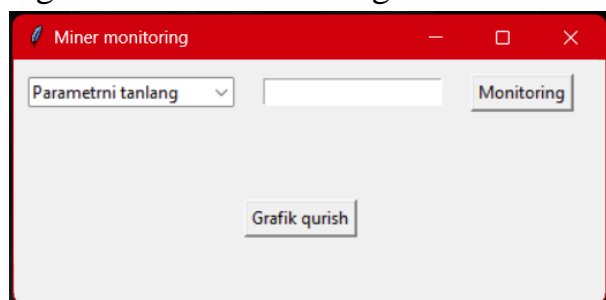 Miner monitoring
Parametrni tanlang
Monitoring
Grafik qurish